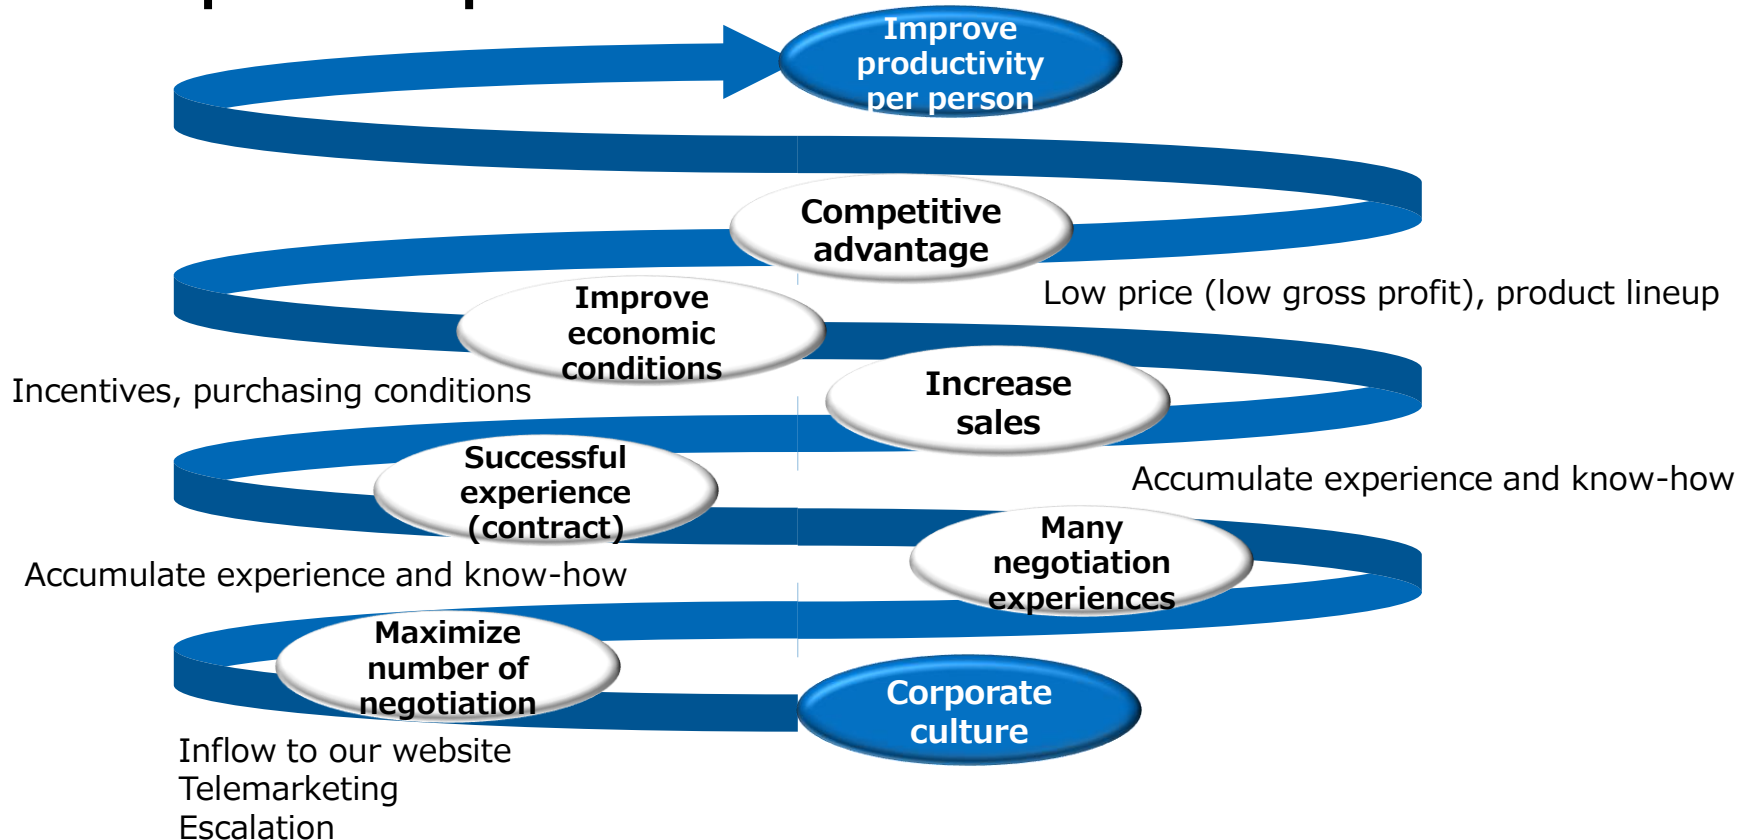 Improve
productivity
per person
Competitive
advantage
Low price (low gross profit), product lineup
Improve
economic
conditions
Incentives, purchasing conditions
Increase
sales
Successful
experience
(contract)
Accumulate experience and know-how
Many
negotiation
experiences
Accumulate experience and know-how
Maximize
number of
negotiation
Corporate
culture
Inflow to our website
Telemarketing
Escalation